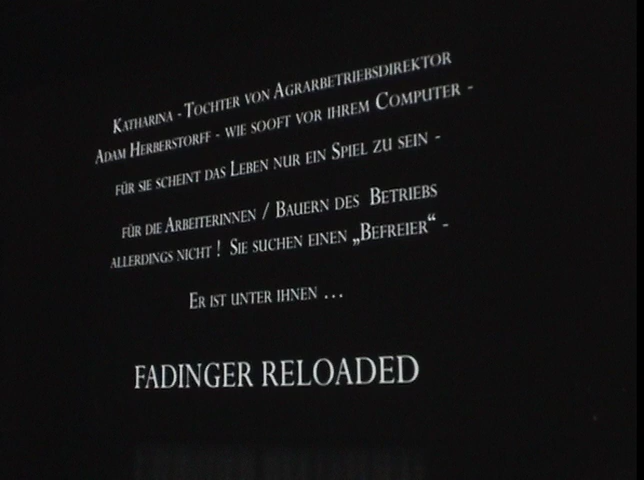 KATHARINA - TOCHTER VON AGRARBETRIEBSDIREKTOR
ADAM HERBERSTORFF - WIE SOOFT VOR IHREM COMPUTER -
FÜR SIE SCHEINT DAS LEBEN NUR EIN SPIEL ZU SEIN -
FÜR DIE ARBEITERINNEN / BAUERN DES BETRIEBS
ALLERDINGS NICHT ! SIE SUCHEN EINEN „BEFREIER“ -
ER IST UNTER IHNEN ...
FADINGER RELOADED